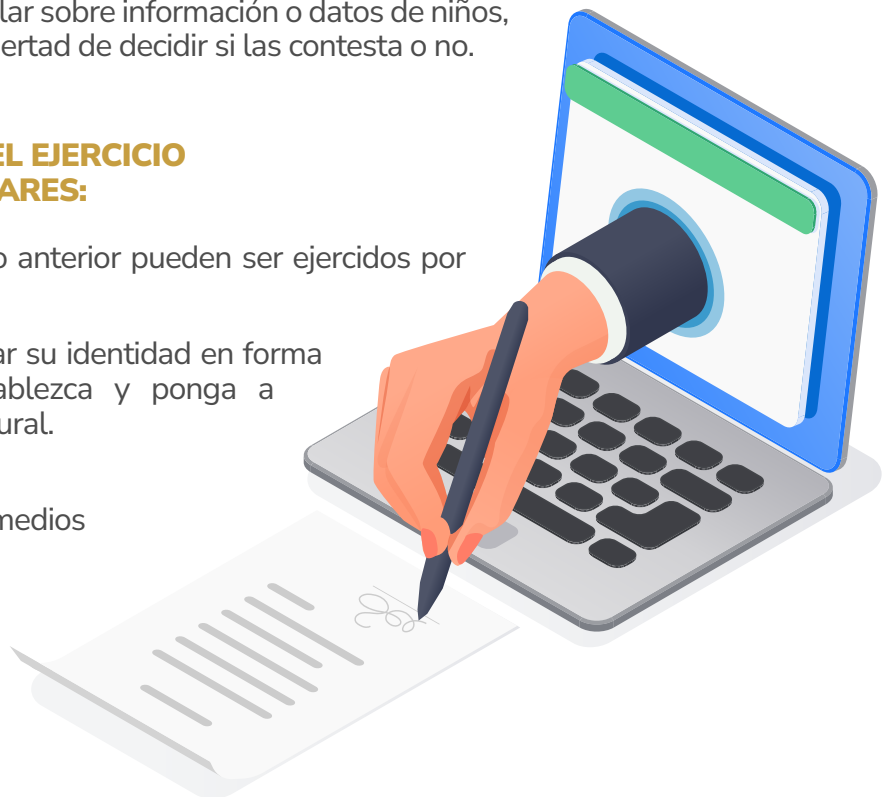 lar sobre información o datos de niños,
ertad de decidir si las contesta o no.
EL EJERCICIO
ARES:
o anterior pueden ser ejercidos por
ar su identidad en forma
ablezca y ponga a
ural.
medios